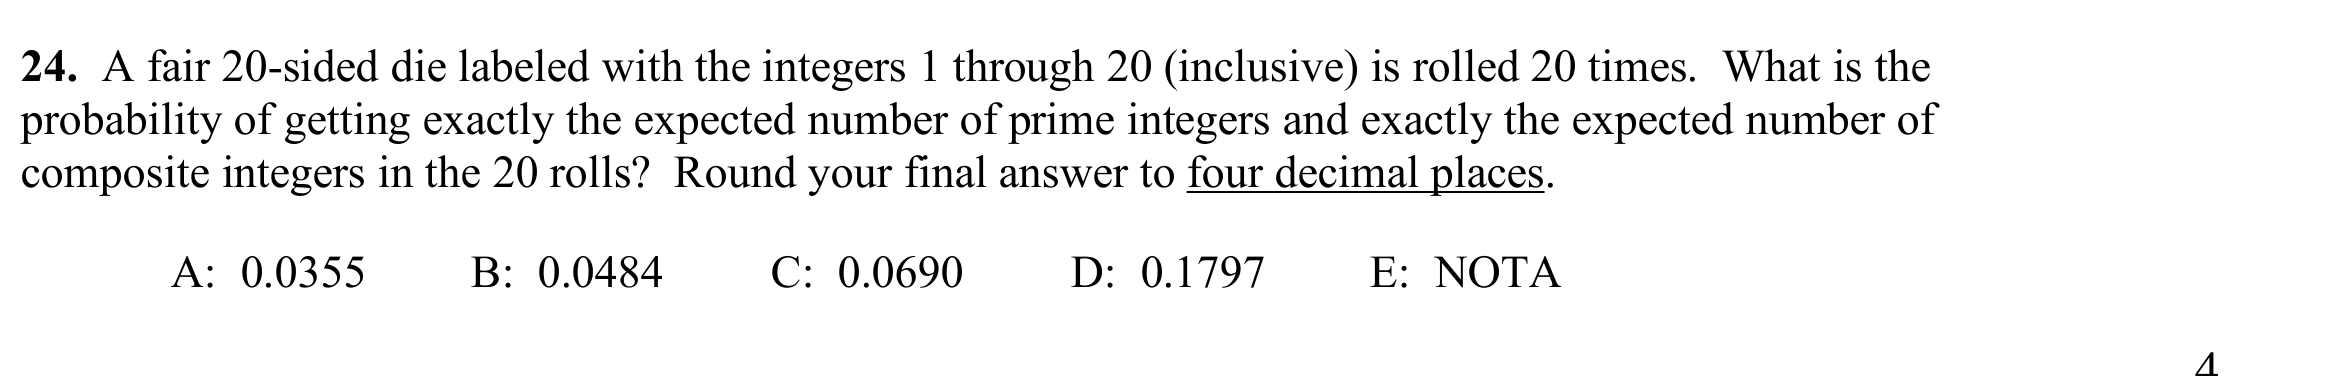 24. A fair 20-sided die labeled with the integers 1 through 20 (inclusive) is rolled 20 times. What is the
probability of getting exactly the expected number of prime integers and exactly the expected number of
composite integers in the 20 rolls? Round your final answer to four decimal places.
A: 0.0355 B: 0.0484 C: 0.0690 D: 0.1797 E: NOTA
4